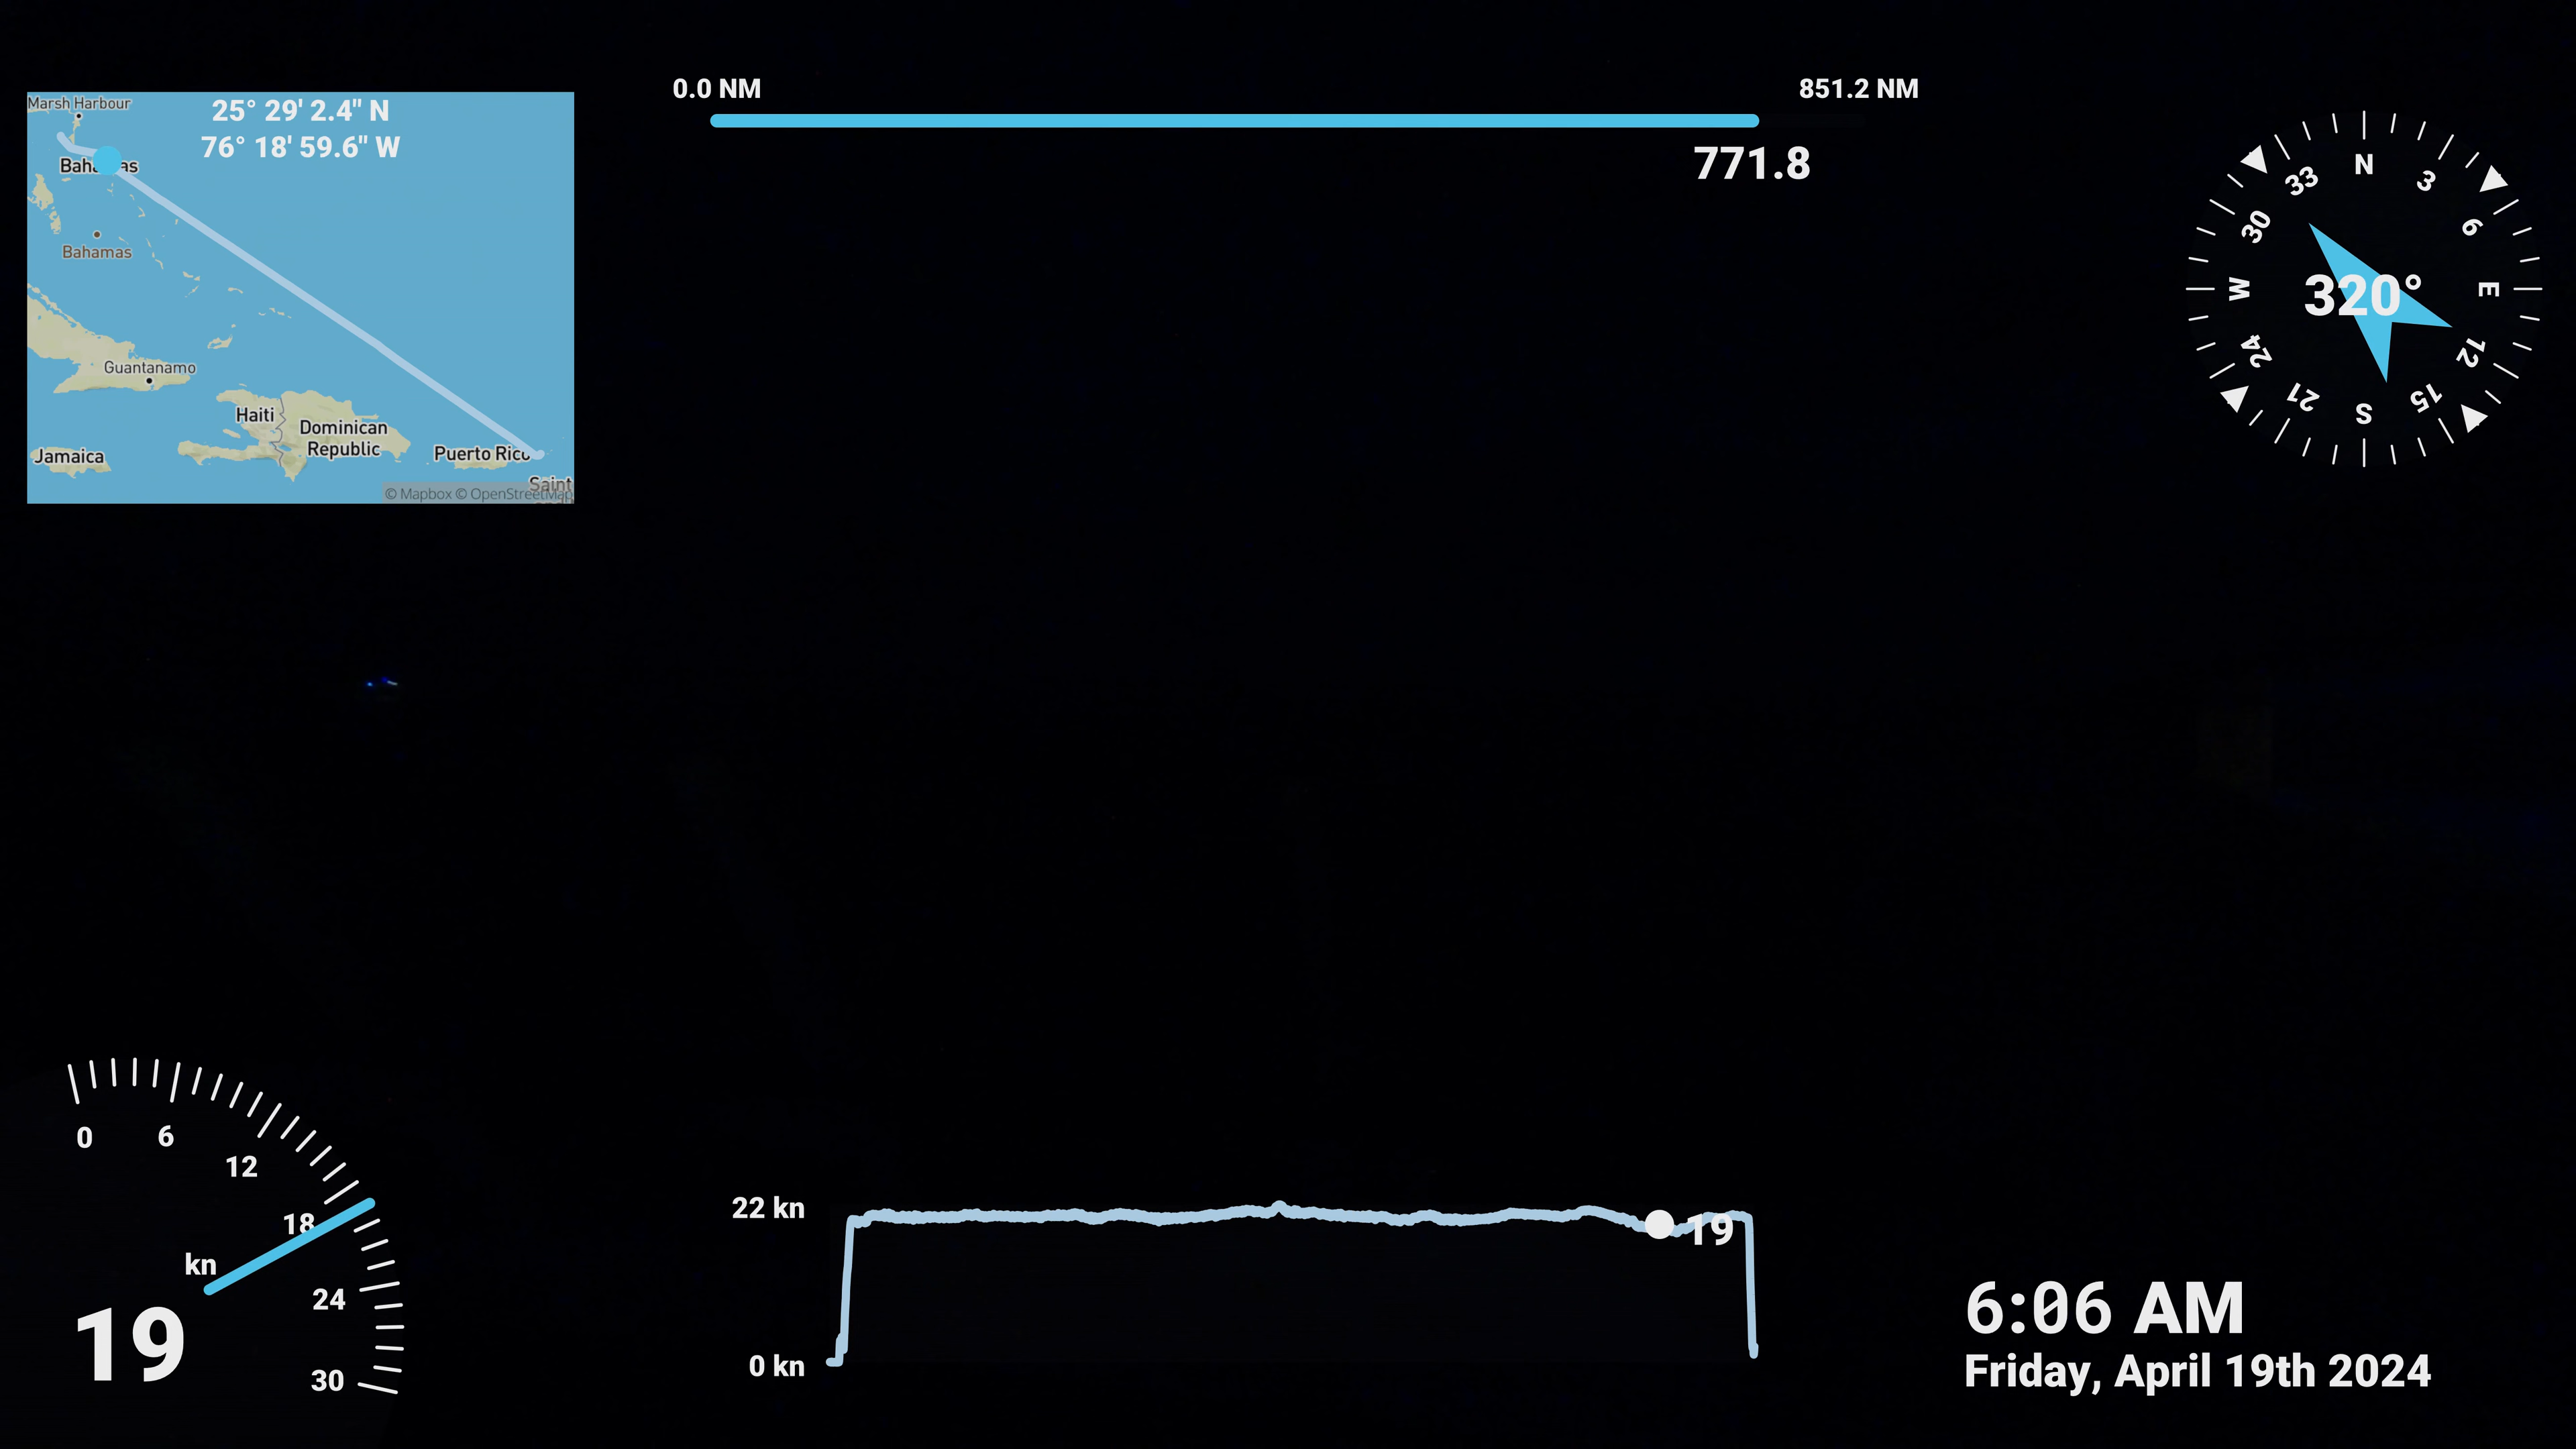 0.0 NM
851.2 NM
771.8
Marsh Harbour
25° 29' 2.4" N
76° 18' 59.6" W
Bahamas
Guantanamo
Haiti
Dominican
Republic
Jamaica
Puerto Rico
Saint
© Mapbox © OpenStreetMap
N
3
6
E
12
15
S
21
24
W
30
33
320°
0
6
12
18
24
30
kn
19
22 kn
0 kn
19
6:06 AM
Friday, April 19th 2024